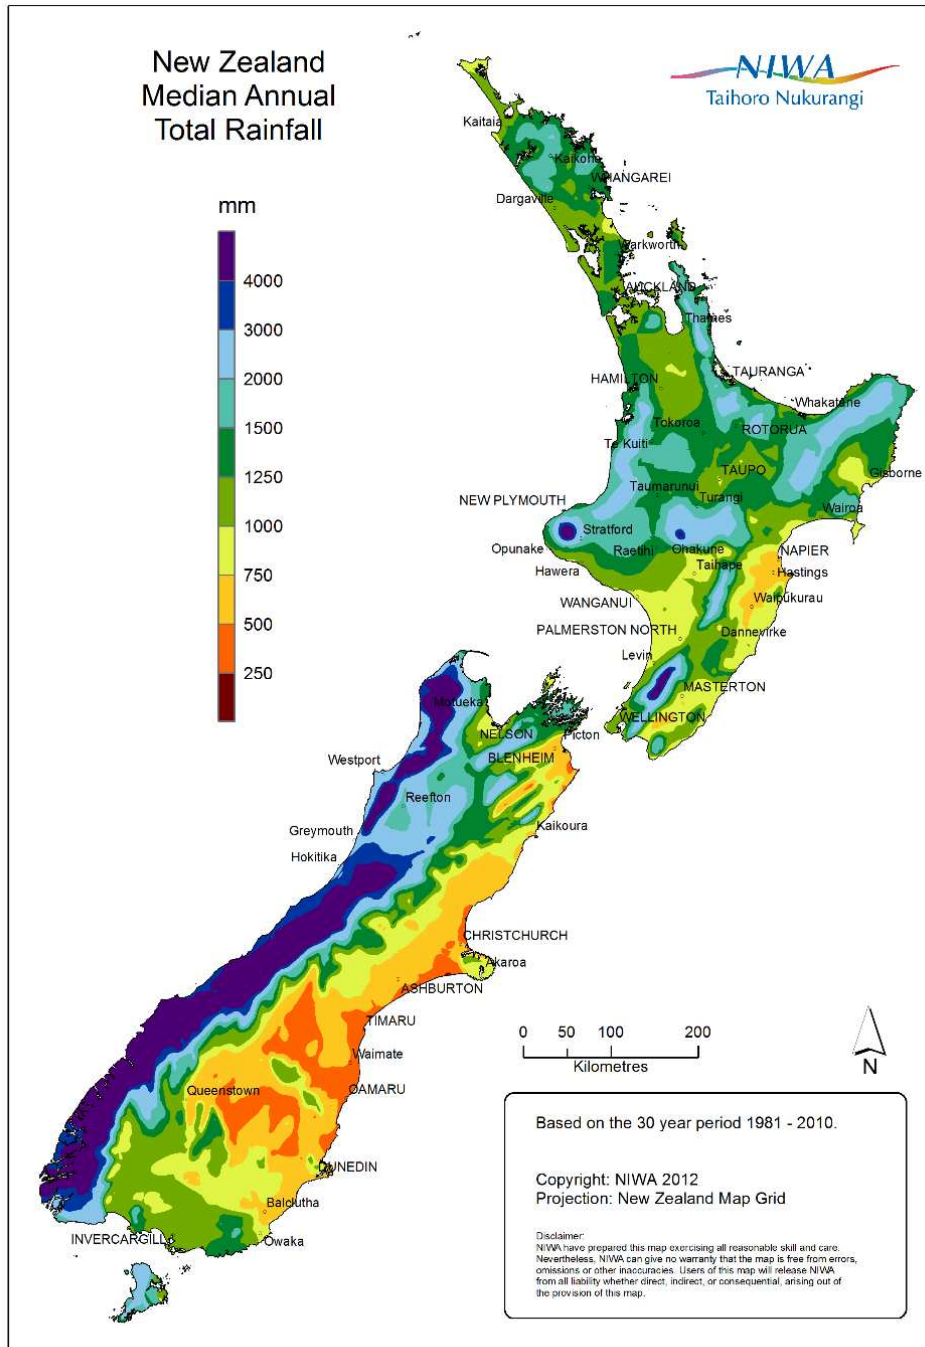 New Zealand
Median Annual
Total Rainfall
NIWA
Taihoro Nukurangi
mm
4000
3000
2000
1500
1250
1000
750
500
250
Kaitaia
Kaikohe
WHANGAREI
Dargaville
Warkworth
AUCKLAND
Thames
HAMILTON
TAURANGA
Whakatane
Tokoroa
ROTORUA
Te Kuiti
TAUPO
Gisborne
Taumarunui
Turangi
NEW PLYMOUTH
Wairoa
Stratford
Opunake
Raetihi
Ohakune
NAPIER
Taihape
Hawera
Hastings
WANGANUI
Waipukurau
PALMERSTON NORTH
Dannevirke
Levin
MASTERTON
Motueka
WELLINGTON
NELSON
Picton
Westport
BLENHEIM
Reefton
Greymouth
Kaikoura
Hokitika
CHRISTCHURCH
Akaroa
ASHBURTON
TIMARU
Waimate
Queenstown
OAMARU
DUNEDIN
Balclutha
INVERCARGILL
Owaka
0 50 100 200
Kilometres
N
Based on the 30 year period 1981 - 2010.
Copyright: NIWA 2012
Projection: New Zealand Map Grid
Disclaimer:
NIWA have prepared this map exercising all reasonable skill and care.
Nevertheless, NIWA can give no warranty that the map is free from errors,
omissions or other inaccuracies. Users of this map will release NIWA
from all liability whether direct, indirect, or consequential, arising out of
the provision of this map.